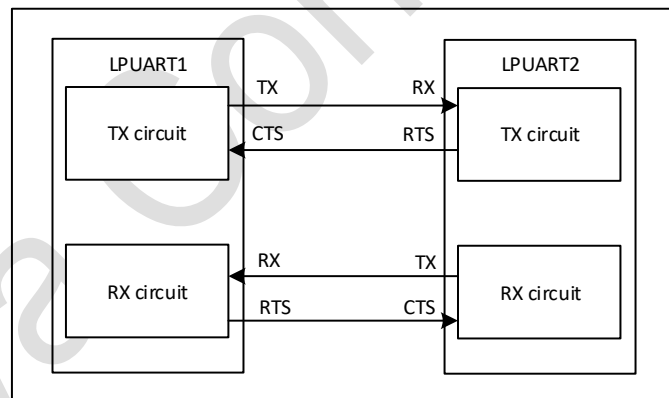 LPUART1 LPUART2
TX RX
TX circuit CTS RTS TX circuit
RX TX
RX circuit RTS CTS RX circuit